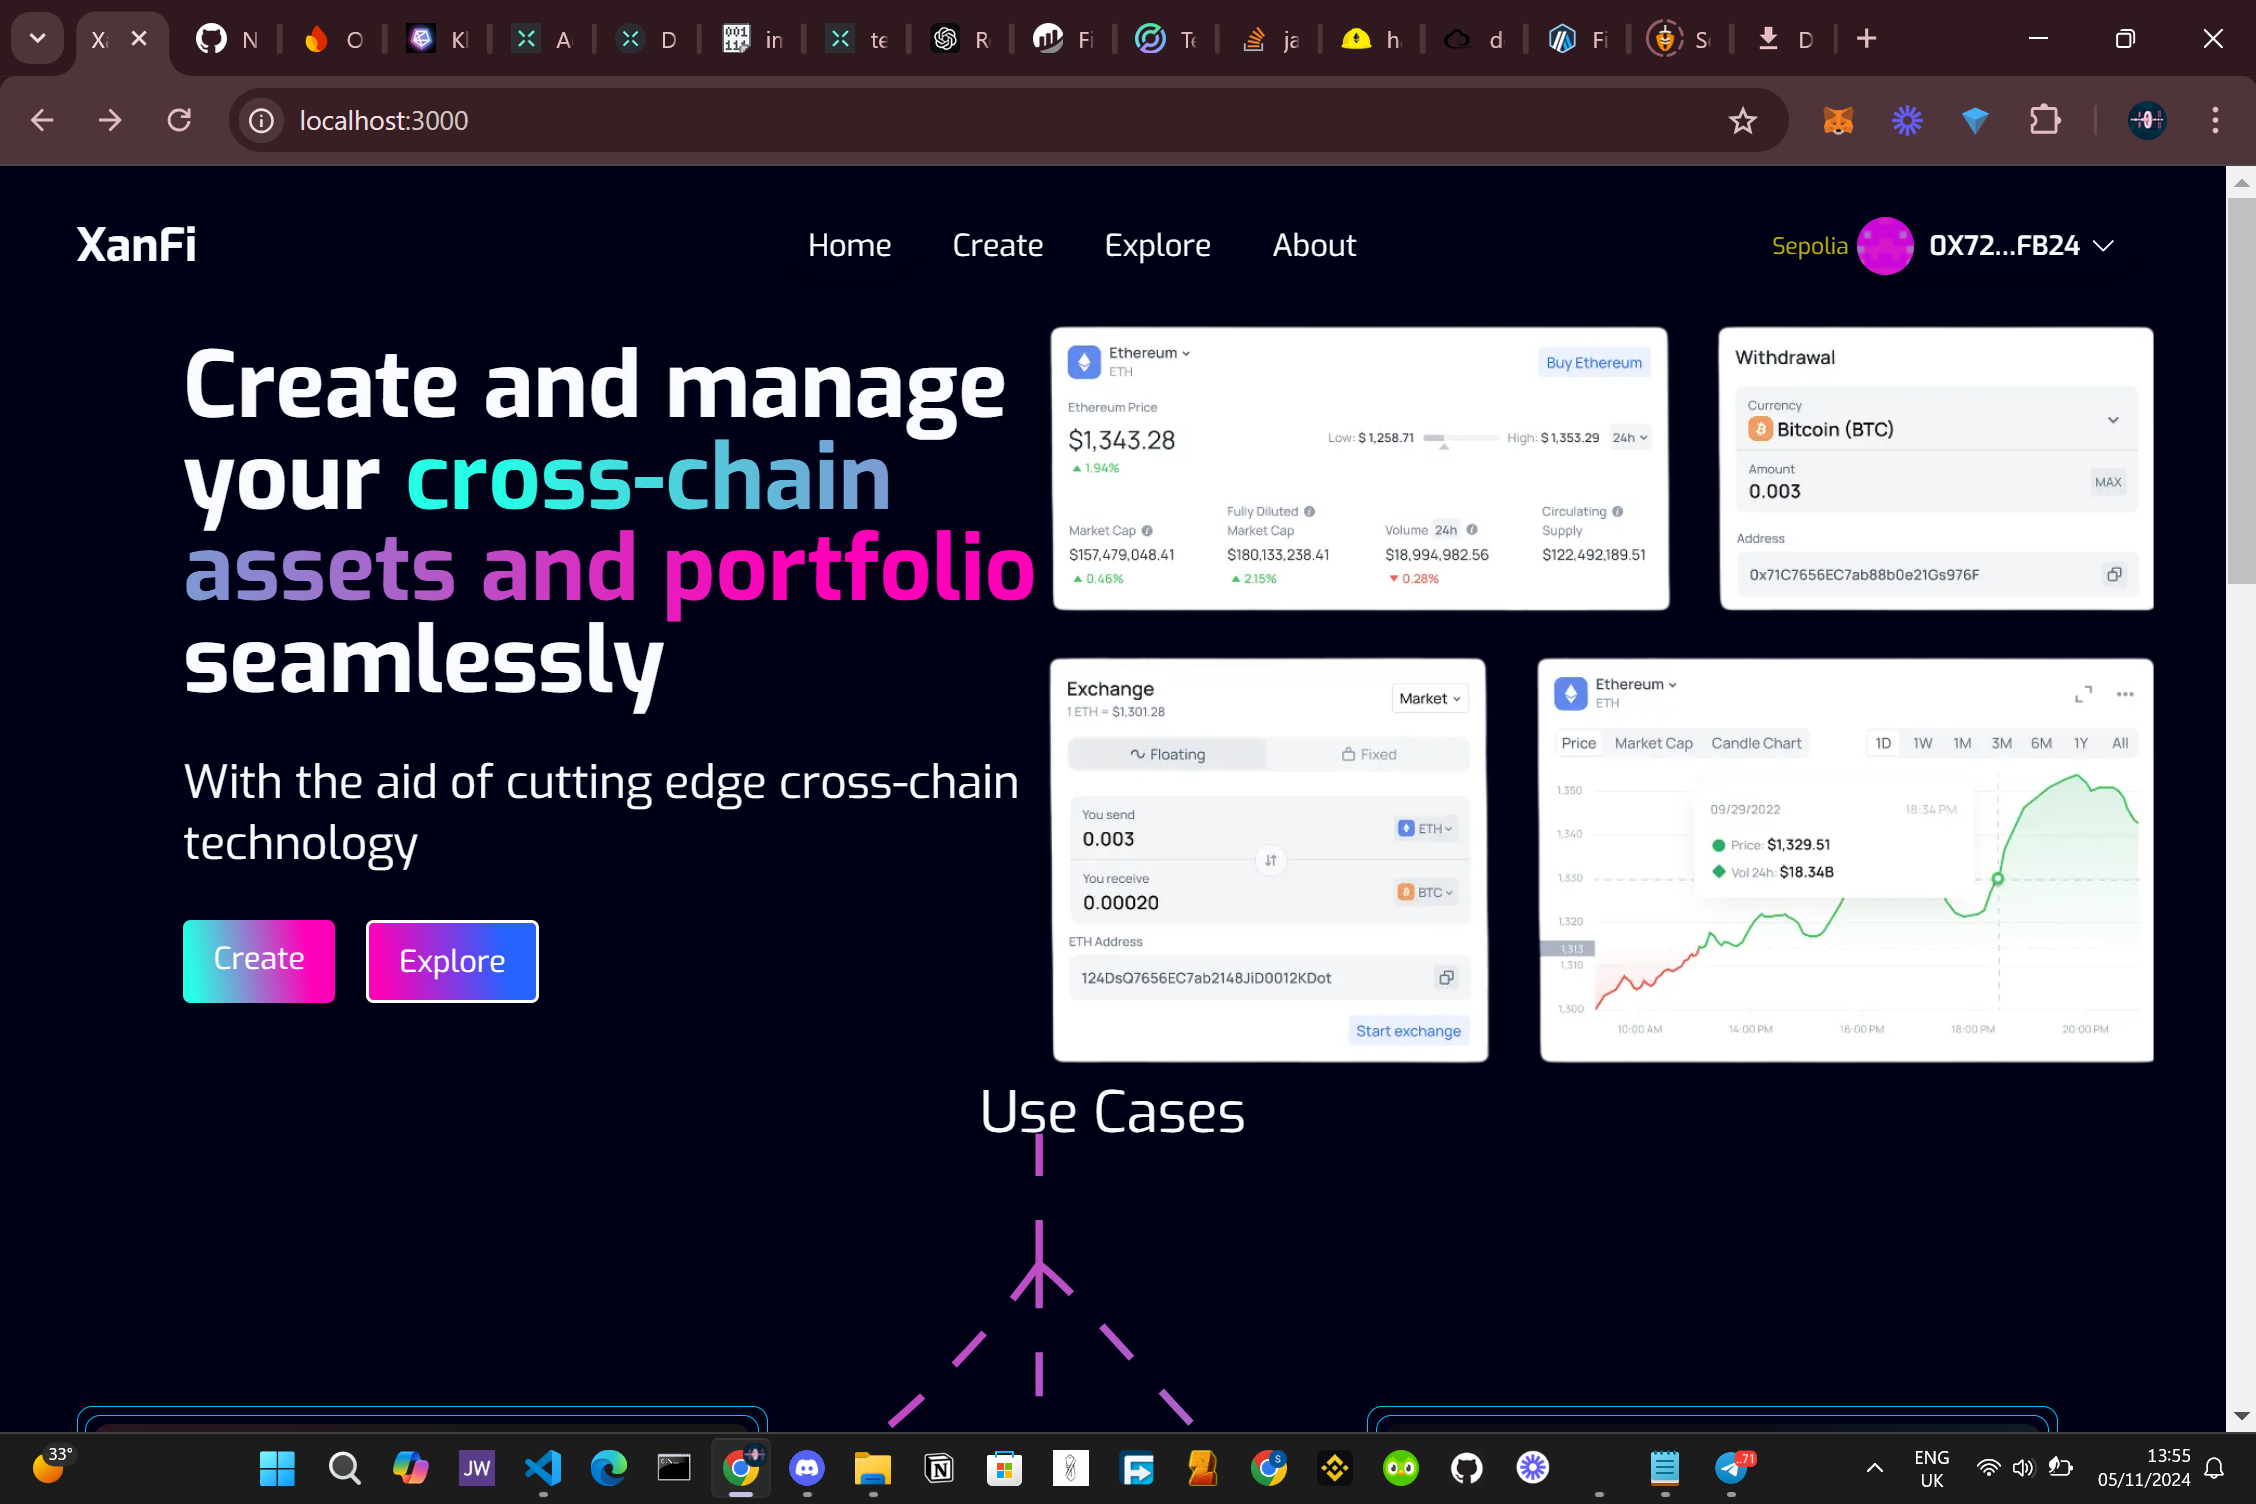 X
N
O
Kl
A
D
in
te
R
Fi
Te
ja
h
d
Fi
S
D
localhost:3000
XanFi
Home
Create
Explore
About
Sepolia
0X72...FB24
Create and manage
your cross-chain
assets and portfolio
seamlessly
With the aid of cutting edge cross-chain
technology
Create
Explore
Ethereum
ETH
Buy Ethereum
Ethereum Price
$1,343.28
1.94%
Low: $1,258.71
High: $1,353.29
24h
Market Cap
$157,479,048.41
0.46%
Fully Diluted
Market Cap
$180,133,238.41
2.15%
Volume 24h
$18,994,982.56
0.28%
Circulating
Supply
$122,492,189.51
Withdrawal
Currency
Bitcoin (BTC)
Amount
0.003
MAX
Address
0x71C7656EC7ab88b0e21Gs976F
Exchange
1 ETH = $1,301.28
Market
Floating
Fixed
You send
0.003
ETH
You receive
0.00020
BTC
ETH Address
124DsQ7656EC7ab2148JiD0012KDot
Start exchange
Ethereum
ETH
Price
Market Cap
Candle Chart
1D
1W
1M
3M
6M
1Y
All
1,350
1,340
1,330
1,320
1,313
1,310
1,300
09/29/2022
18:34 PM
Price: $1,329.51
Vol 24h: $18.34B
10:00 AM
14:00 PM
16:00 PM
18:00 PM
20:00 PM
Use Cases
33°
JW
71
ENG
UK
13:55
05/11/2024